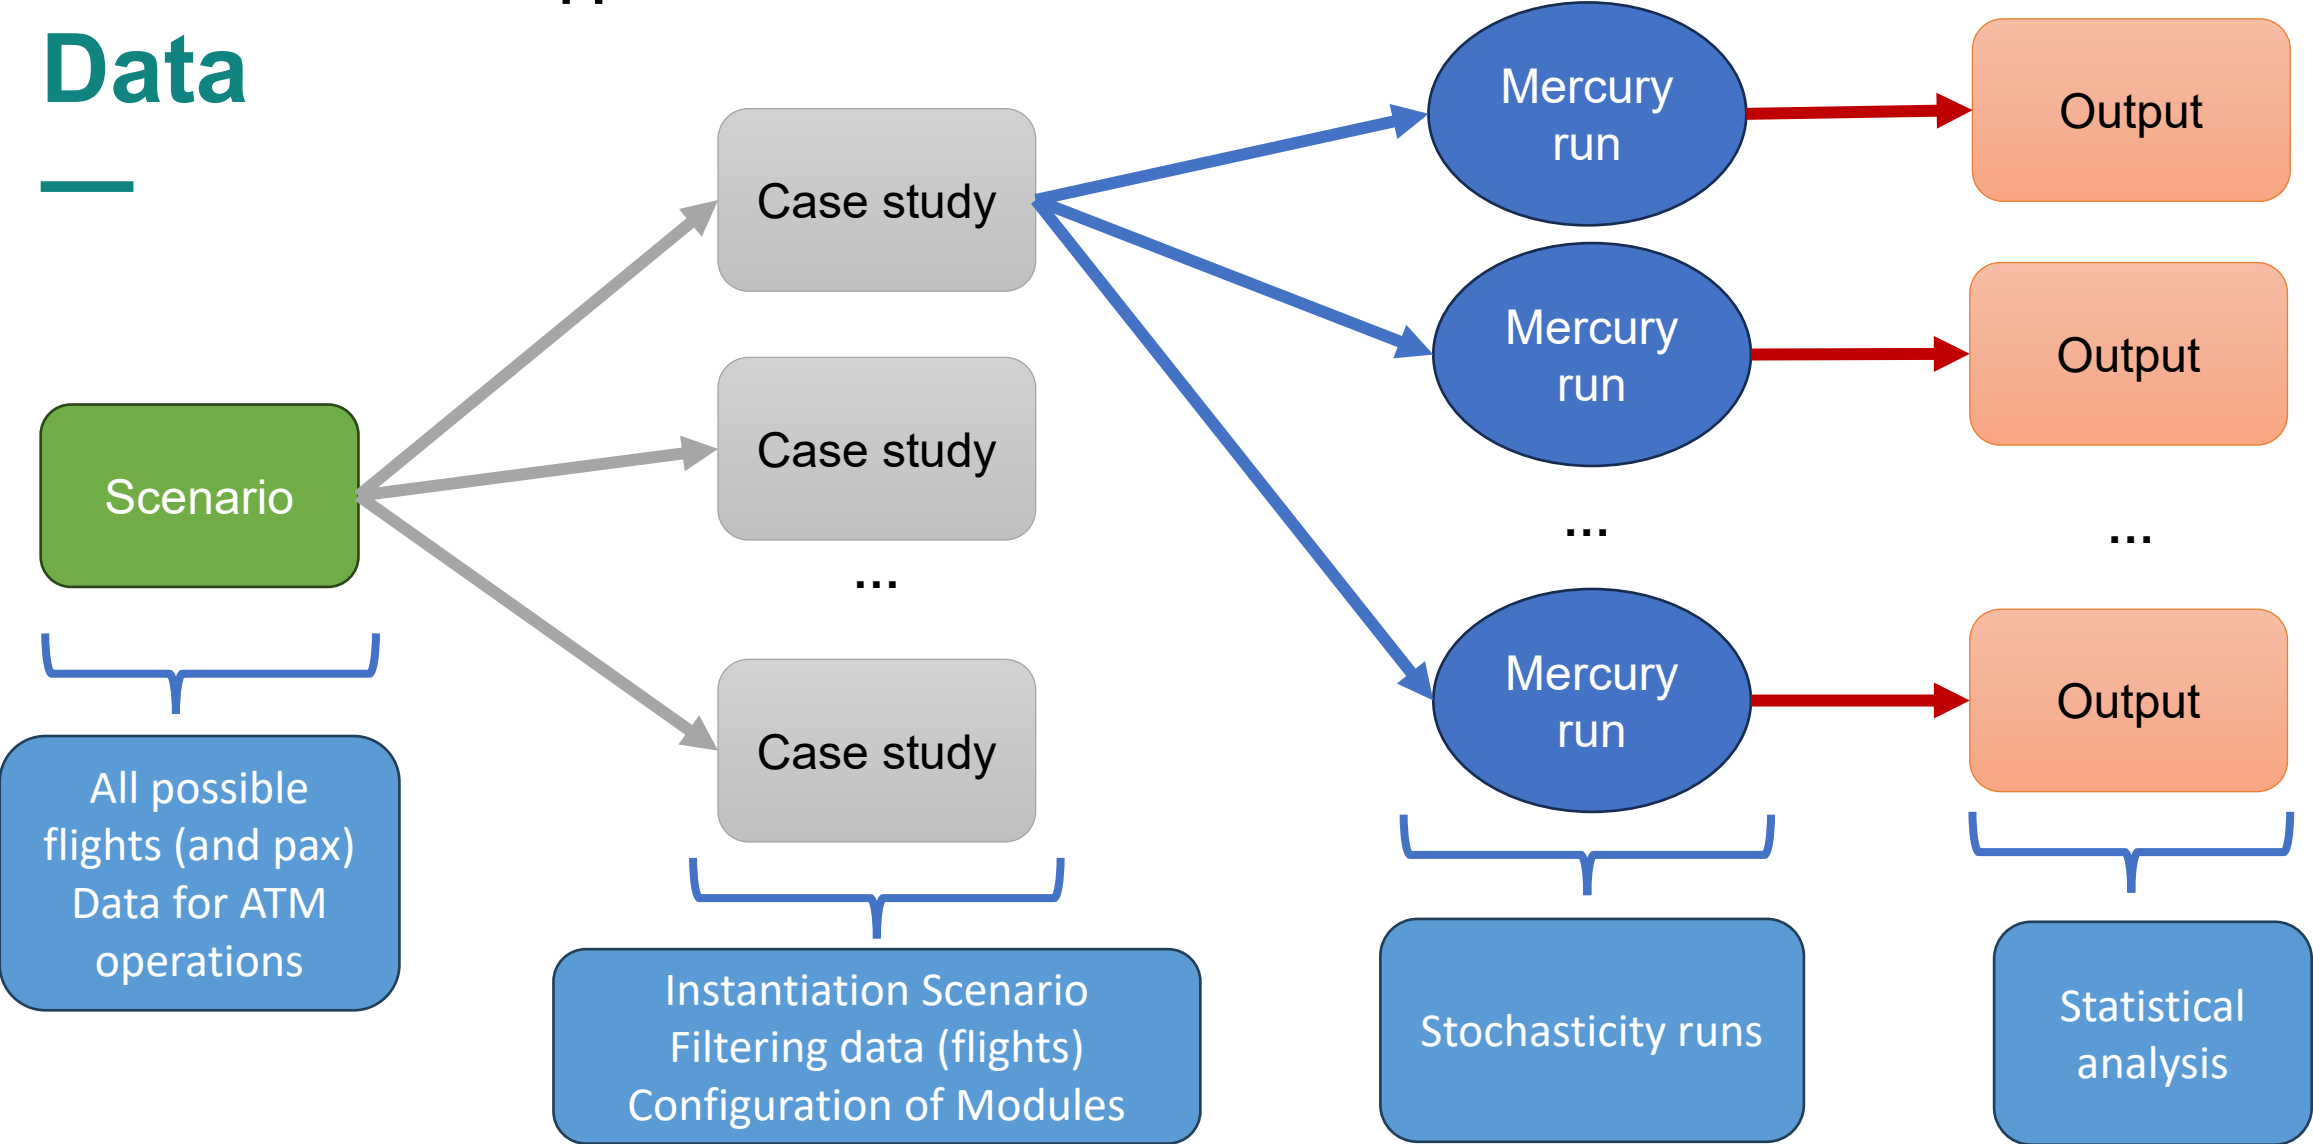 Data
Scenario
All possible
flights (and pax)
Data for ATM
operations
Case study
Case study
...
Case study
Instantiation Scenario
Filtering data (flights)
Configuration of Modules
Mercury
run
Mercury
run
...
Mercury
run
Stochasticity runs
Output
Output
...
Output
Statistical
analysis